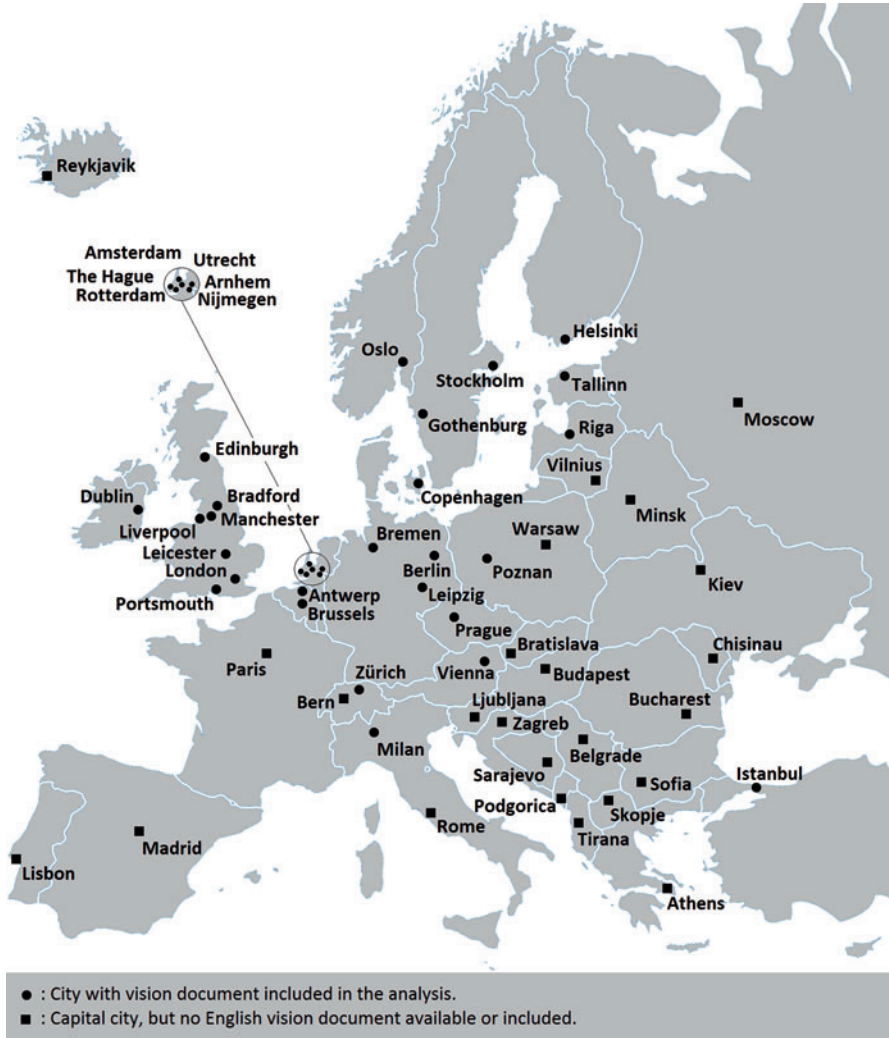 Reykjavik
Amsterdam
Utrecht
The Hague
Arnhem
Rotterdam
Nijmegen
Helsinki
Oslo
Stockholm
Tallinn
Moscow
Gothenburg
Riga
Edinburgh
Vilnius
Dublin
Bradford
Copenhagen
Minsk
Liverpool
Manchester
Bremen
Warsaw
Leicester
Berlin
Poznan
London
Kiev
Portsmouth
Antwerp
Leipzig
Brussels
Prague
Bratislava
Chisinau
Paris
Zürich
Vienna
Budapest
Bern
Ljubljana
Bucharest
Zagreb
Milan
Belgrade
Sarajevo
Sofia
Istanbul
Podgorica
Skopje
Rome
Tirana
Madrid
Lisbon
Athens
● : City with vision document included in the analysis.
■ : Capital city, but no English vision document available or included.